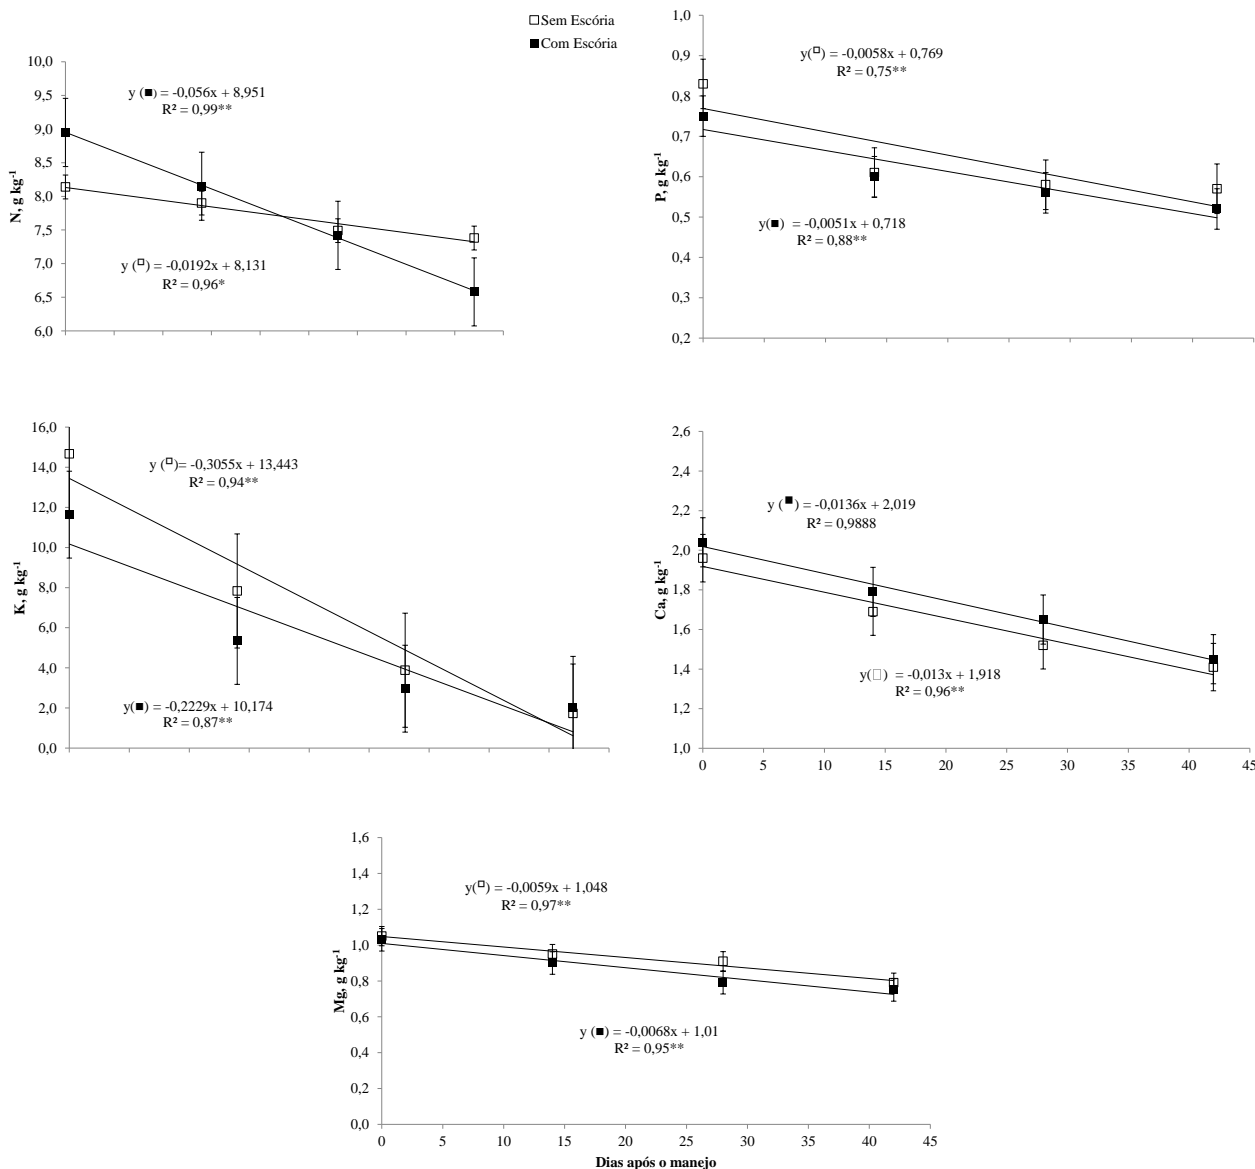 □Sem Escória
■Com Escória
N, g kg-1
10,0
9,5
9,0
8,5
8,0
7,5
7,0
6,5
6,0
y (■) = -0,056x + 8,951
R² = 0,99**
y (□) = -0,0192x + 8,131
R² = 0,96*
P, g kg-1
1,0
0,9
0,8
0,7
0,6
0,5
0,4
0,3
0,2
y(□) = -0,0058x + 0,769
R² = 0,75**
y(■) = -0,0051x + 0,718
R² = 0,88**
K, g kg-1
16,0
14,0
12,0
10,0
8,0
6,0
4,0
2,0
0,0
y (□)= -0,3055x + 13,443
R² = 0,94**
y(■) = -0,2229x + 10,174
R² = 0,87**
Ca, g kg-1
2,6
2,4
2,2
2,0
1,8
1,6
1,4
1,2
1,0
y (■) = -0,0136x + 2,019
R² = 0,9888
y(□) = -0,013x + 1,918
R² = 0,96**
0 5 10 15 20 25 30 35 40 45
Mg, g kg-1
1,6
1,4
1,2
1,0
0,8
0,6
0,4
0,2
0,0
y(□) = -0,0059x + 1,048
R² = 0,97**
y (■) = -0,0068x + 1,01
R² = 0,95**
0 5 10 15 20 25 30 35 40 45
Dias após o manejo